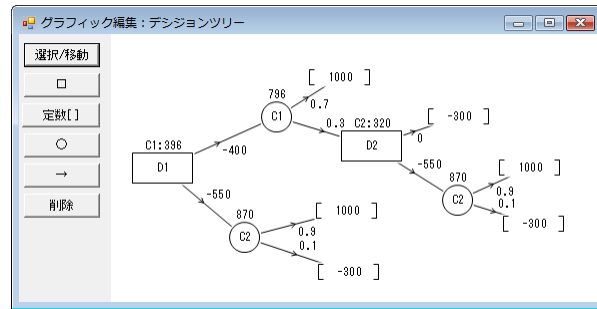 グラフィック編集：デシジョンツリー
選択/移動
□
定数[ ]
○
→
削除
[ 1000 ]
796
C1
0.7
0.3
C2:320
[ -300 ]
0
D2
C1:396
D1
-400
-550
[ 1000 ]
870
C2
0.9
0.1
[ -300 ]
-550
870
C2
[ 1000 ]
0.9
0.1
[ -300 ]